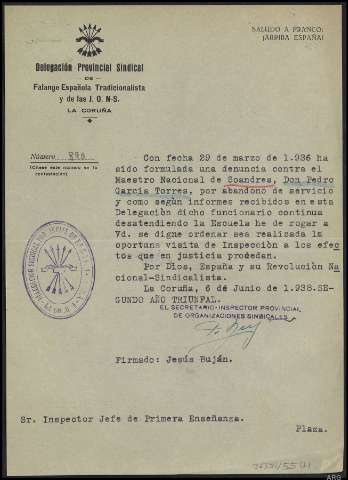 SALUDO A FRANCO:
¡ARRIBA ESPAÑA!
Delegación Provincial Sindical
DE
Falange Española Tradicionalista
y de las J. O. N-S.
LA CORUÑA
Número 896
(Cítese este número en la
contestación)
Con fecha 29 de marzo de 1.936 ha
sido formulada una denuncia contra el
Maestro Nacional de Soandres, Don Pedro
Garcia Torres, por abandono de servicio
y como según informes recibidos en esta
Delegación dicho funcionario continua
desatendiendo la Escuela he de rogar a
Vd. se digne ordenar sea realizada la
oportuna visita de Inspección a los efec
tos que en justicia procedan.
Por Dios, España y su Revolución Na
cional-Sindicalista.
La Coruña, 6 de Junio de 1.938.SE-
GUNDO AÑO TRIUNFAL.
EL SECRETARIO-INSPECTOR PROVINCIAL
DE ORGANIZACIONES SINDICALES
Firmado: Jesús Buján.
Sr. Inspector Jefe de Primera Enseñanza.
Plaza.
ARG